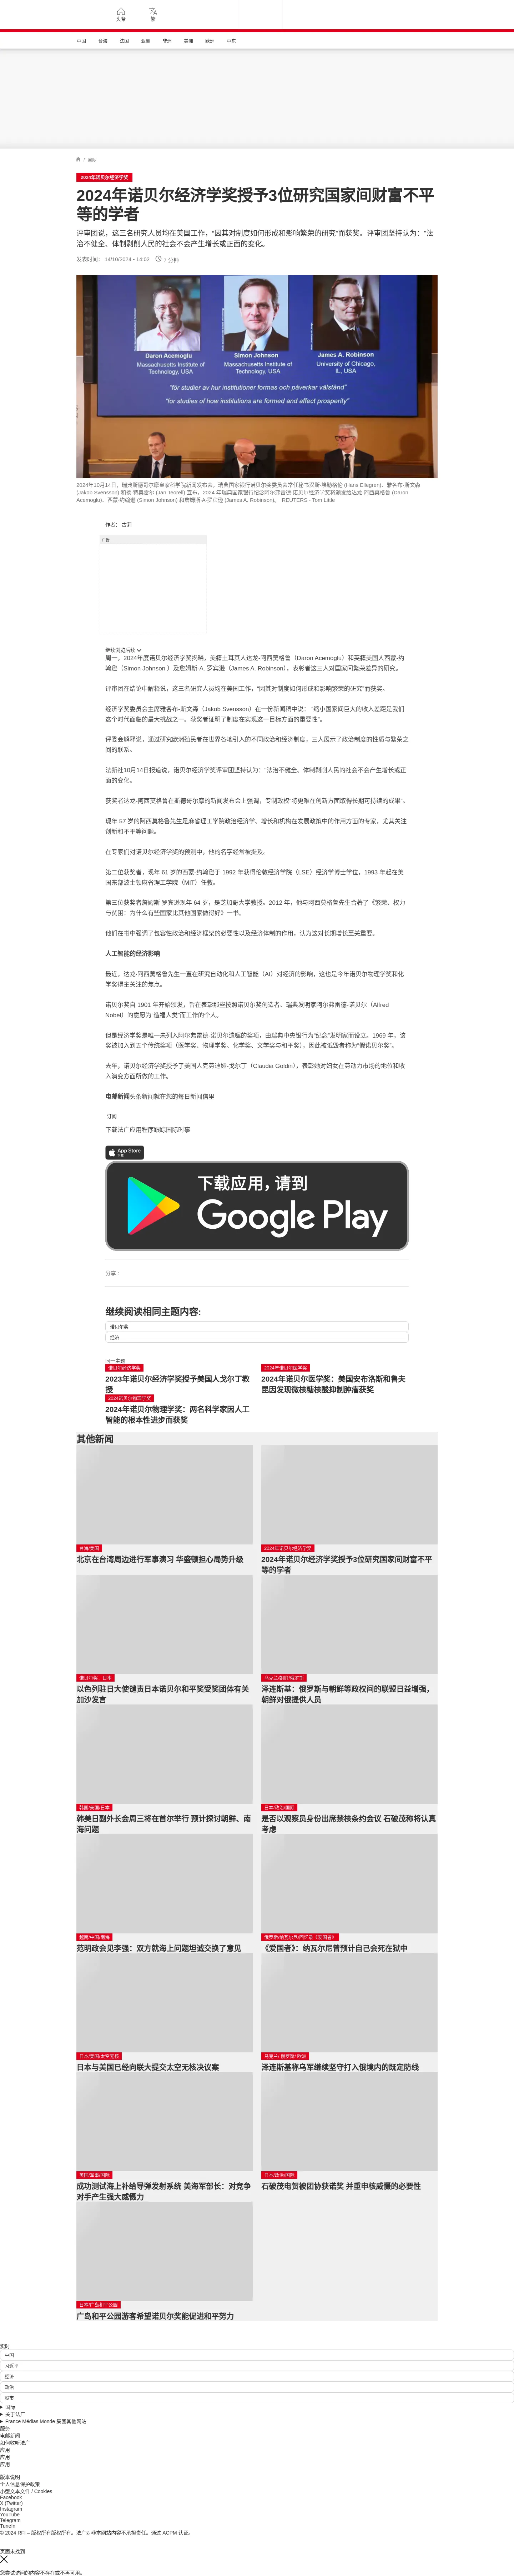 头条
繁
中国
台海
法国
亚洲
非洲
美洲
欧洲
中东
/ 国际
2024年诺贝尔经济学奖
2024年诺贝尔经济学奖授予3位研究国家间财富不平
等的学者
评审团说，这三名研究人员均在美国工作，“因其对制度如何形成和影响繁荣的研究”而获奖。评审团坚持认为：“法
治不健全、体制剥削人民的社会不会产生增长或正面的变化。
发表时间： 14/10/2024 - 14:02 7 分钟
Daron Acemoglu
Massachusetts Institute of
Technology, USA
Simon Johnson
Massachusetts Institute of
Technology, USA
James A. Robinson
University of Chicago,
IL, USA
“för studier av hur institutioner formas och påverkar välstånd”
“for studies of how institutions are formed and affect prosperity”
2024年10月14日，瑞典斯德哥尔摩皇家科学院新闻发布会，瑞典国家银行诺贝尔奖委员会常任秘书汉斯·埃勒格伦 (Hans Ellegren)、雅各布·斯文森
(Jakob Svensson) 和扬·特奥雷尔 (Jan Teorell) 宣布，2024 年瑞典国家银行纪念阿尔弗雷德·诺贝尔经济学奖将颁发给达龙·阿西莫格鲁 (Daron
Acemoglu)、西蒙·约翰逊 (Simon Johnson) 和詹姆斯·A·罗宾逊 (James A. Robinson)。 REUTERS - Tom Little
作者： 古莉
广告
继续浏览后续
周一，2024年度诺贝尔经济学奖揭晓，美籍土耳其人达龙-阿西莫格鲁（Daron Acemoglu）和英籍美国人西蒙-约
翰逊（Simon Johnson ）及詹姆斯-A. 罗宾逊（James A. Robinson），表彰者这三人对国家间繁荣差异的研究。
评审团在结论中解释说，这三名研究人员均在美国工作，“因其对制度如何形成和影响繁荣的研究”而获奖。
经济学奖委员会主席雅各布-斯文森（Jakob Svensson）在一份新闻稿中说：“缩小国家间巨大的收入差距是我们
这个时代面临的最大挑战之一。获奖者证明了制度在实现这一目标方面的重要性”。
评委会解释说，通过研究欧洲殖民者在世界各地引入的不同政治和经济制度，三人展示了政治制度的性质与繁荣之
间的联系。
法新社10月14日报道说，诺贝尔经济学奖评审团坚持认为：“法治不健全、体制剥削人民的社会不会产生增长或正
面的变化。
获奖者达龙-阿西莫格鲁在斯德哥尔摩的新闻发布会上强调，专制政权“将更难在创新方面取得长期可持续的成果”。
现年 57 岁的阿西莫格鲁先生是麻省理工学院政治经济学、增长和机构在发展政策中的作用方面的专家，尤其关注
创新和不平等问题。
在专家们对诺贝尔经济学奖的预测中，他的名字经常被提及。
第二位获奖者，现年 61 岁的西蒙-约翰逊于 1992 年获得伦敦经济学院（LSE）经济学博士学位，1993 年起在美
国东部波士顿麻省理工学院（MIT）任教。
第三位获奖者詹姆斯 罗宾逊现年 64 岁，是芝加哥大学教授。2012 年，他与阿西莫格鲁先生合著了《繁荣、权力
与贫困：为什么有些国家比其他国家做得好》一书。
他们在书中强调了包容性政治和经济框架的必要性以及经济体制的作用，认为这对长期增长至关重要。
人工智能的经济影响
最近，达龙-阿西莫格鲁先生一直在研究自动化和人工智能（AI）对经济的影响，这也是今年诺贝尔物理学奖和化
学奖得主关注的焦点。
诺贝尔奖自 1901 年开始颁发，旨在表彰那些按照诺贝尔奖创造者、瑞典发明家阿尔弗雷德-诺贝尔（Alfred
Nobel）的意愿为“造福人类”而工作的个人。
但是经济学奖是唯一未列入阿尔弗雷德·诺贝尔遗嘱的奖项，由瑞典中央银行为“纪念”发明家而设立。1969 年，该
奖被加入到五个传统奖项（医学奖、物理学奖、化学奖、文学奖与和平奖），因此被诋毁者称为“假诺贝尔奖”。
去年，诺贝尔经济学奖授予了美国人克劳迪娅-戈尔丁（Claudia Goldin），表彰她对妇女在劳动力市场的地位和收
入演变方面所做的工作。
电邮新闻头条新闻就在您的每日新闻信里
订阅
下载法广应用程序跟踪国际时事
App Store
下载
下载应用，请到
Google Play
分享 :
继续阅读相同主题内容:
诺贝尔奖
经济
同一主题
诺贝尔经济学奖
2023年诺贝尔经济学奖授予美国人戈尔丁教
授
2024年诺贝尔医学奖
2024年诺贝尔医学奖：美国安布洛斯和鲁夫
昆因发现微核糖核酸抑制肿瘤获奖
2024诺贝尔物理学奖
2024年诺贝尔物理学奖：两名科学家因人工
智能的根本性进步而获奖
其他新闻
台海/美国
北京在台湾周边进行军事演习 华盛顿担心局势升级
2024年诺贝尔经济学奖
2024年诺贝尔经济学奖授予3位研究国家间财富不平
等的学者
诺贝尔奖、日本
以色列驻日大使谴责日本诺贝尔和平奖受奖团体有关
加沙发言
乌克兰/朝鲜/俄罗斯
泽连斯基：俄罗斯与朝鲜等政权间的联盟日益增强，
朝鲜对俄提供人员
韩国/美国/日本
韩美日副外长会周三将在首尔举行 预计探讨朝鲜、南
海问题
日本/政治/国际
是否以观察员身份出席禁核条约会议 石破茂称将认真
考虑
越南/中国/南海
范明政会见李强：双方就海上问题坦诚交换了意见
俄罗斯/纳瓦尔尼/回忆录《爱国者》
《爱国者》：纳瓦尔尼曾预计自己会死在狱中
日本/美国/太空无核
日本与美国已经向联大提交太空无核决议案
乌克兰/ 俄罗斯/ 欧洲
泽连斯基称乌军继续坚守打入俄境内的既定防线
美国/军事/国际
成功测试海上补给导弹发射系统 美海军部长：对竞争
对手产生强大威慑力
日本/政治/国际
石破茂电贺被团协获诺奖 并重申核威慑的必要性
日本/广岛和平公园
广岛和平公园游客希望诺贝尔奖能促进和平努力
实时
中国
习近平
经济
政治
股市
国际
关于法广
France Médias Monde 集团其他网站
服务
电邮新闻
如何收听法广
应用
应用
应用
版本说明
个人信息保护政策
小型文本文件 / Cookies
Facebook
X (Twitter)
Instagram
YouTube
Telegram
TuneIn
© 2024 RFI – 版权所有版权所有。法广对非本网站内容不承担责任。通过 ACPM 认证。
页面未找到
您尝试访问的内容不存在或不再可用。